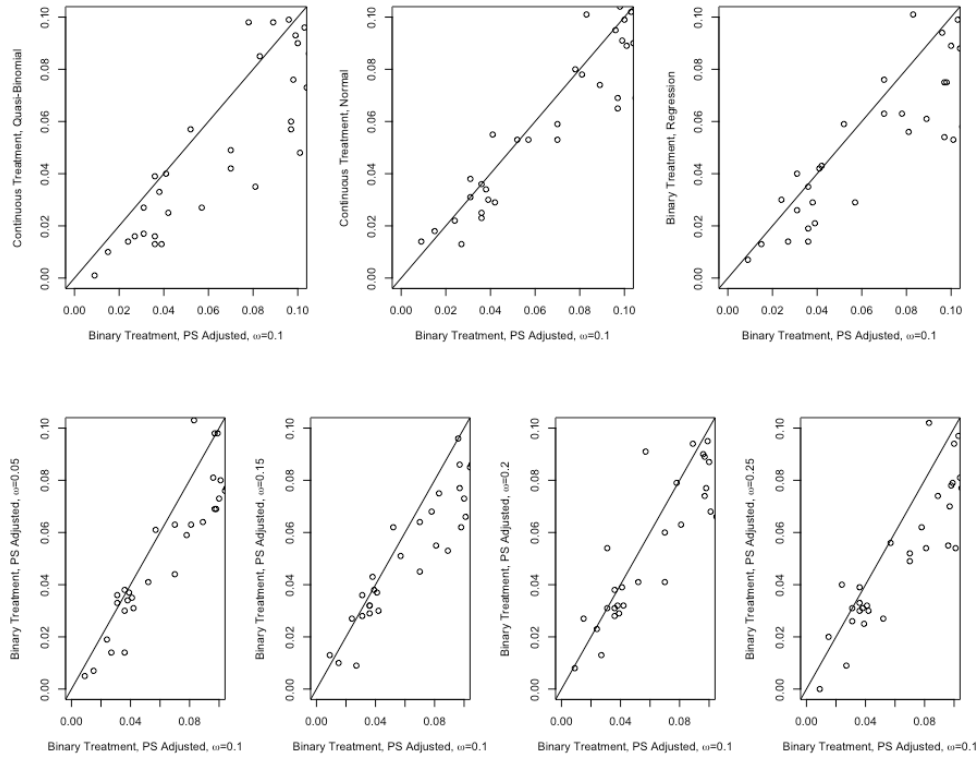 Continuous Treatment, Quasi-Binomial
0.10
0.08
0.06
0.04
0.02
0.00
0.00 0.02 0.04 0.06 0.08 0.10
Binary Treatment, PS Adjusted, ω=0.1
Continuous Treatment, Normal
0.10
0.08
0.06
0.04
0.02
0.00
0.00 0.02 0.04 0.06 0.08 0.10
Binary Treatment, PS Adjusted, ω=0.1
Binary Treatment, Regression
0.10
0.08
0.06
0.04
0.02
0.00
0.00 0.02 0.04 0.06 0.08 0.10
Binary Treatment, PS Adjusted, ω=0.1
Binary Treatment, PS Adjusted, ω=0.05
0.10
0.08
0.06
0.04
0.02
0.00
0.00 0.04 0.08
Binary Treatment, PS Adjusted, ω=0.1
Binary Treatment, PS Adjusted, ω=0.15
0.10
0.08
0.06
0.04
0.02
0.00
0.00 0.04 0.08
Binary Treatment, PS Adjusted, ω=0.1
Binary Treatment, PS Adjusted, ω=0.2
0.10
0.08
0.06
0.04
0.02
0.00
0.00 0.04 0.08
Binary Treatment, PS Adjusted, ω=0.1
Binary Treatment, PS Adjusted, ω=0.25
0.10
0.08
0.06
0.04
0.02
0.00
0.00 0.04 0.08
Binary Treatment, PS Adjusted, ω=0.1